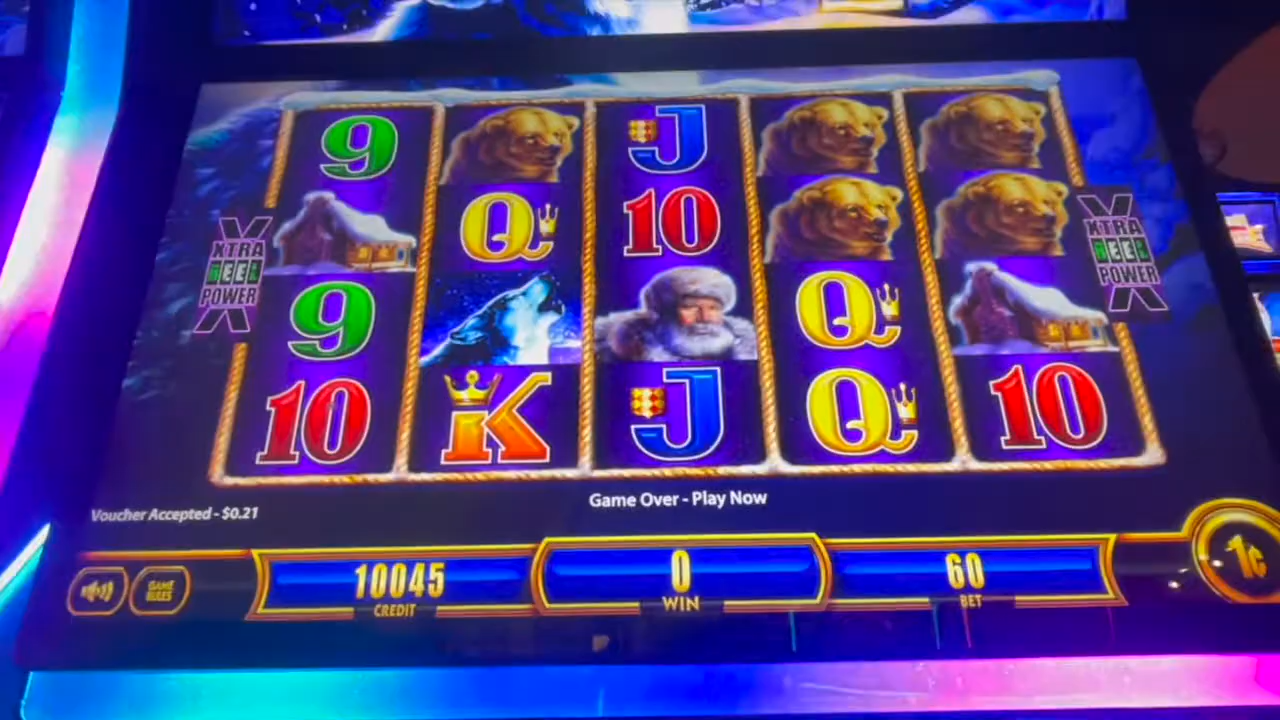 9
J
Q
10
XTRA
REEL
POWER
XTRA
REEL
POWER
9
Q
10
K
J
Q
10
Game Over - Play Now
Voucher Accepted - $0.21
GAME
RULES
10045
CREDIT
0
WIN
60
BET
1¢